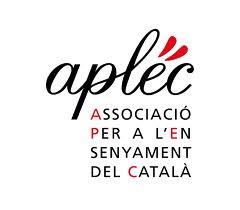 aplec
ASSOCIACIÓ
PER A L'EN
SENYAMENT
DEL CATALÀ